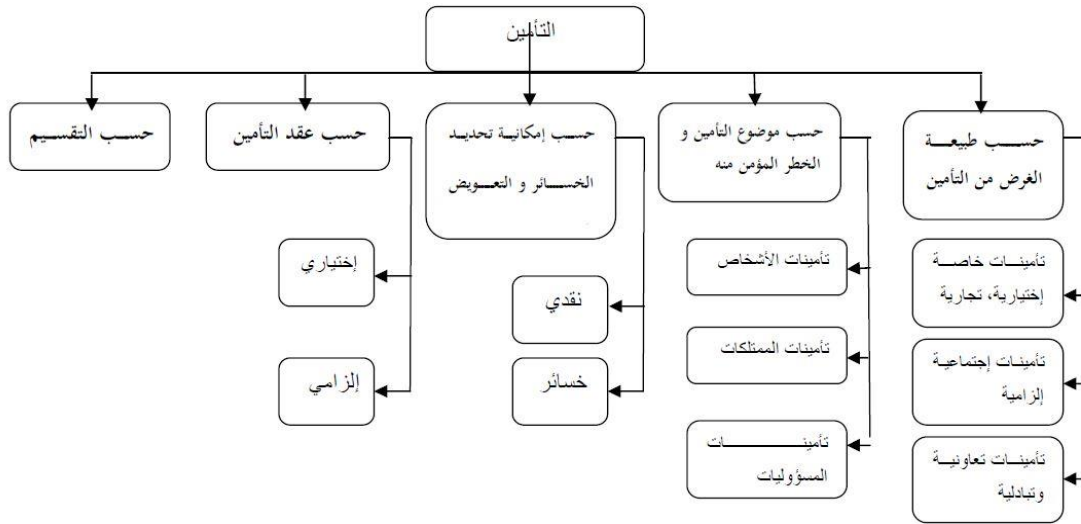 التأمين
حسب طبيعة
الغرض من التأمين
تأمينات خاصة
إختيارية، تجارية
تأمينات إجتماعية
إلزامية
تأمينات تعاونية
وتبادلية
حسب موضوع التأمين و
الخطر المؤمن منه
تأمينات الأشخاص
تأمينات الممتلكات
تأمينات
المسؤوليات
حسب إمكانية تحديد
الخسائر و التعويض
نقدي
خسائر
حسب عقد التأمين
إختياري
إلزامي
حسب التقسيم